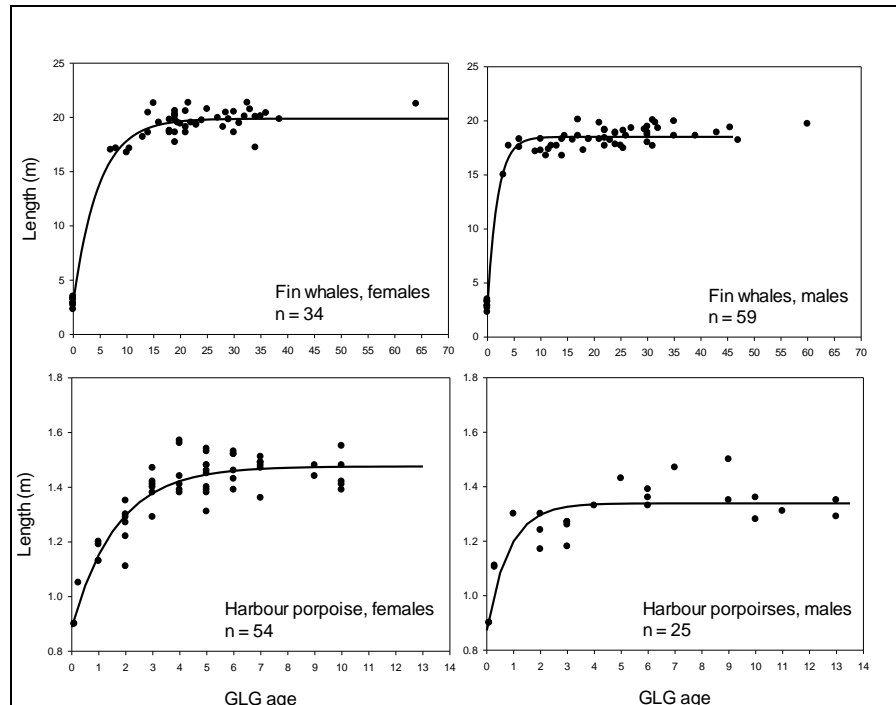 25
20
15
10
5
0
Length (m)
Fin whales, females
n = 34
0 5 10 15 20 25 30 35 40 45 50 55 60 65 70
25
20
15
10
5
0
Fin whales, males
n = 59
0 5 10 15 20 25 30 35 40 45 50 55 60 65 70
1.8
1.6
1.4
1.2
1.0
0.8
Length (m)
Harbour porpoise, females
n = 54
0 1 2 3 4 5 6 7 8 9 10 11 12 13 14
GLG age
1.8
1.6
1.4
1.2
1.0
0.8
Harbour porpoirses, males
n = 25
0 1 2 3 4 5 6 7 8 9 10 11 12 13 14
GLG age